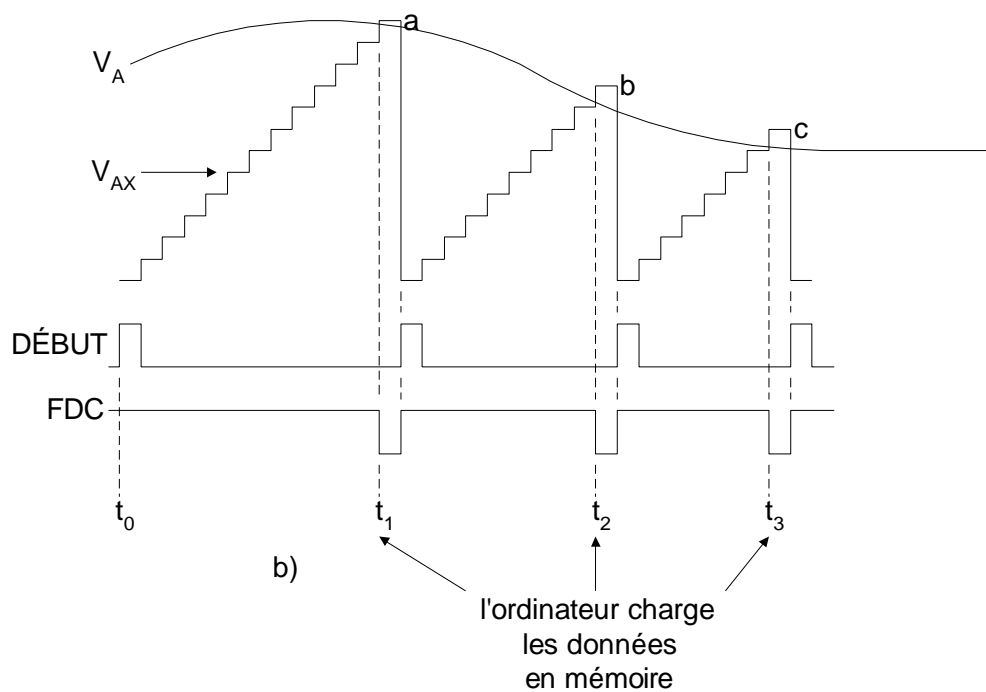 a
V_A
b
c
V_AX
DÉBUT
FDC
t_0
t_1
t_2
t_3
b)
l'ordinateur charge
les données
en mémoire